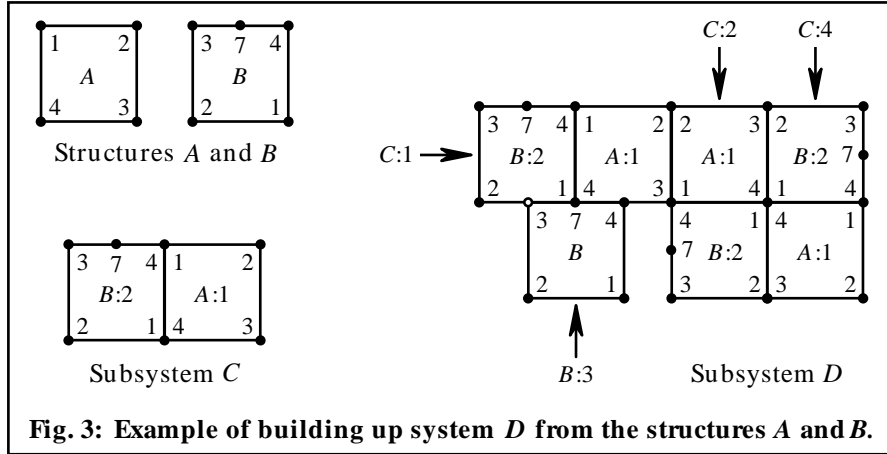 1 2
A
4 3
3 7 4
B
2 1
Structures A and B
3 7 4 1 2
B:2 A:1
2 1 4 3
Subsystem C
C:2 C:4
C:1
3 7 4 1 2 2 3 2 3
B:2 A:1 A:1 B:2 7
2 1 4 3 1 4 1 4
3 7 4 4 1 4 1
B 7 B:2 A:1
2 1 3 2 3 2
B:3 Subsystem D
Fig. 3: Example of building up system D from the structures A and B.